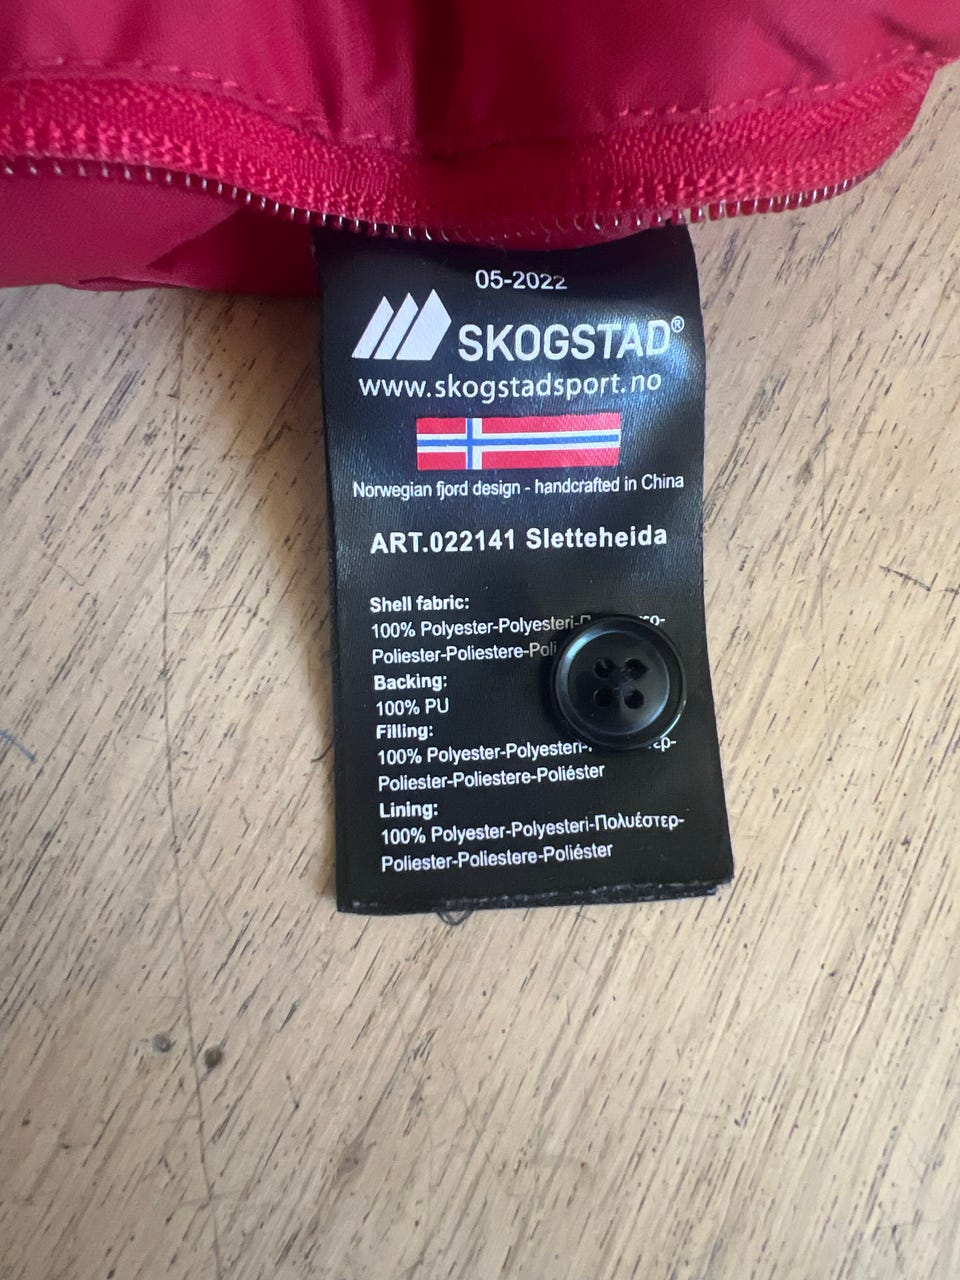 05-2022
SKOGSTAD®
www.skogstadsport.no
Norwegian fjord design - handcrafted in China
ART.022141 Sletteheida
Shell fabric:
100% Polyester-Polyesteri-
Poliester-Poliestere-
Backing:
100% PU
Filling:
100% Polyester-Polyesteri-
Poliester-Poliestere-Poliéster
Lining:
100% Polyester-Polyesteri-Πολυέστερ-
Poliester-Poliestere-Poliéster